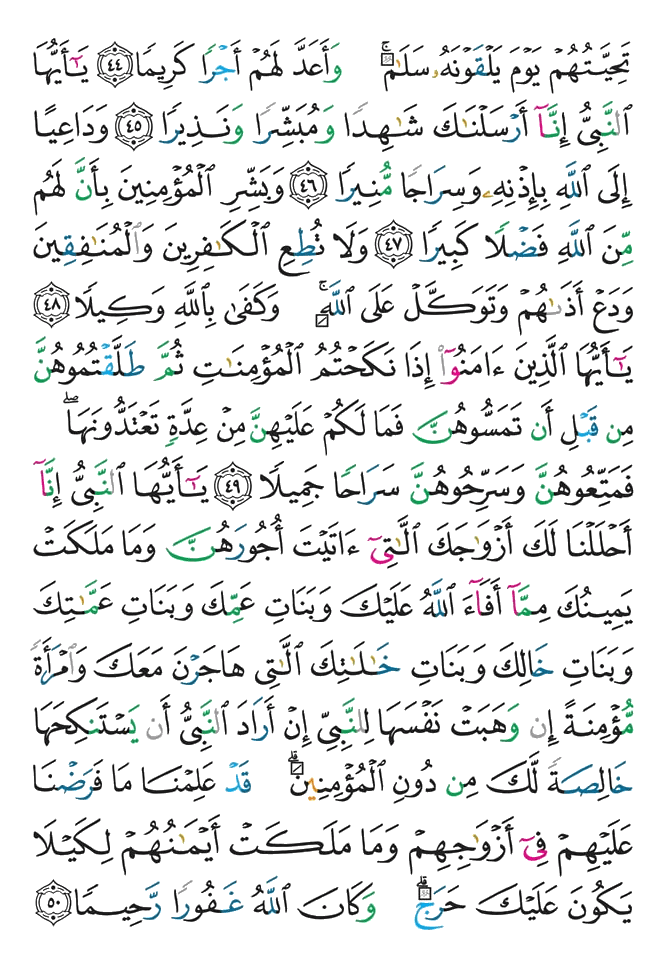 تَحِيَّتُهُمْ يَوْمَ يَلْقَوْنَهُۥ سَلَٰمٌۚ وَأَعَدَّ لَهُمْ أَجْرًا كَرِيمًا ٤٤ يَٰٓأَيُّهَا
ٱلنَّبِىُّ إِنَّآ أَرْسَلْنَٰكَ شَٰهِدًا وَمُبَشِّرًا وَنَذِيرًا ٤٥ وَدَاعِيًا
إِلَى ٱللَّهِ بِإِذْنِهِۦ وَسِرَاجًا مُّنِيرًا ٤٦ وَبَشِّرِ ٱلْمُؤْمِنِينَ بِأَنَّ لَهُم
مِّنَ ٱللَّهِ فَضْلًا كَبِيرًا ٤٧ وَلَا تُطِعِ ٱلْكَٰفِرِينَ وَٱلْمُنَٰفِقِينَ
وَدَعْ أَذَىٰهُمْ وَتَوَكَّلْ عَلَى ٱللَّهِۚ وَكَفَىٰ بِٱللَّهِ وَكِيلًا ٤٨
يَٰٓأَيُّهَا ٱلَّذِينَ ءَامَنُوٓا۟ إِذَا نَكَحْتُمُ ٱلْمُؤْمِنَٰتِ ثُمَّ طَلَّقْتُمُوهُنَّ
مِن قَبْلِ أَن تَمَسُّوهُنَّ فَمَا لَكُمْ عَلَيْهِنَّ مِنْ عِدَّةٍ تَعْتَدُّونَهَاۖ
فَمَتِّعُوهُنَّ وَسَرِّحُوهُنَّ سَرَاحًا جَمِيلًا ٤٩ يَٰٓأَيُّهَا ٱلنَّبِىُّ إِنَّآ
أَحْلَلْنَا لَكَ أَزْوَٰجَكَ ٱلَّٰتِىٓ ءَاتَيْتَ أُجُورَهُنَّ وَمَا مَلَكَتْ
يَمِينُكَ مِمَّآ أَفَآءَ ٱللَّهُ عَلَيْكَ وَبَنَاتِ عَمِّكَ وَبَنَاتِ عَمَّٰتِكَ
وَبَنَاتِ خَالِكَ وَبَنَاتِ خَٰلَٰتِكَ ٱلَّٰتِى هَاجَرْنَ مَعَكَ وَٱمْرَأَةً
مُّؤْمِنَةً إِن وَهَبَتْ نَفْسَهَا لِلنَّبِىِّ إِنْ أَرَادَ ٱلنَّبِىُّ أَن يَسْتَنكِحَهَا
خَالِصَةً لَّكَ مِن دُونِ ٱلْمُؤْمِنِينَۗ قَدْ عَلِمْنَا مَا فَرَضْنَا
عَلَيْهِمْ فِىٓ أَزْوَٰجِهِمْ وَمَا مَلَكَتْ أَيْمَٰنُهُمْ لِكَيْلَا
يَكُونَ عَلَيْكَ حَرَجٌۗ وَكَانَ ٱللَّهُ غَفُورًا رَّحِيمًا ٥٠